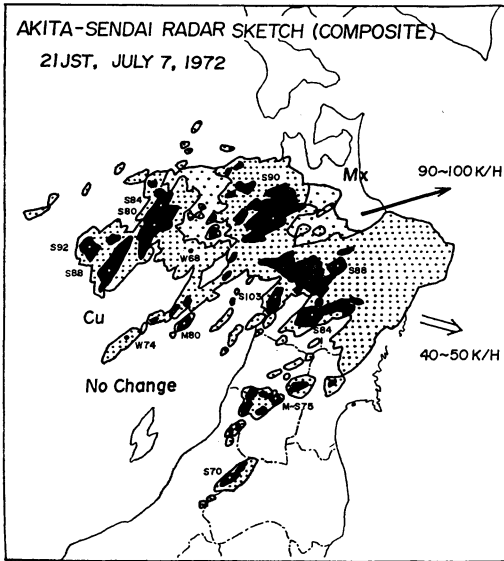 AKITA-SENDAI RADAR SKETCH (COMPOSITE)
21JST, JULY 7, 1972
S90
Mx
90~100 K/H
S84
S80
S92
S88
W68
S88
S103
Cu
M80
S84
W74
40~50 K/H
No Change
M-S75
S70